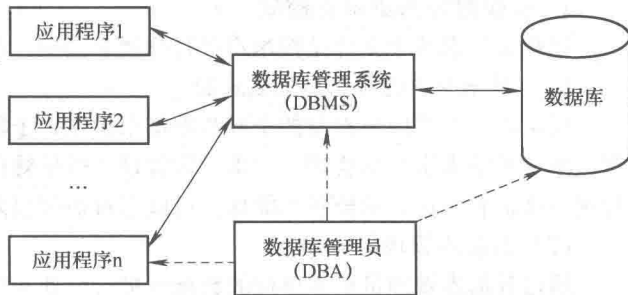 应用程序1
数据库管理系统
(DBMS)
数据库
应用程序2
...
应用程序n
数据库管理员
(DBA)